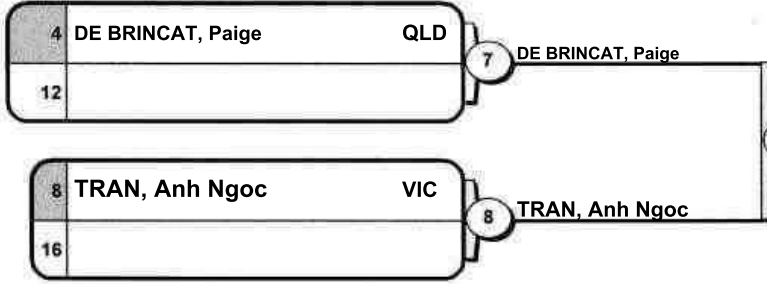 4 DE BRINCAT, Paige QLD
7 DE BRINCAT, Paige
12
8 TRAN, Anh Ngoc VIC
8 TRAN, Anh Ngoc
16